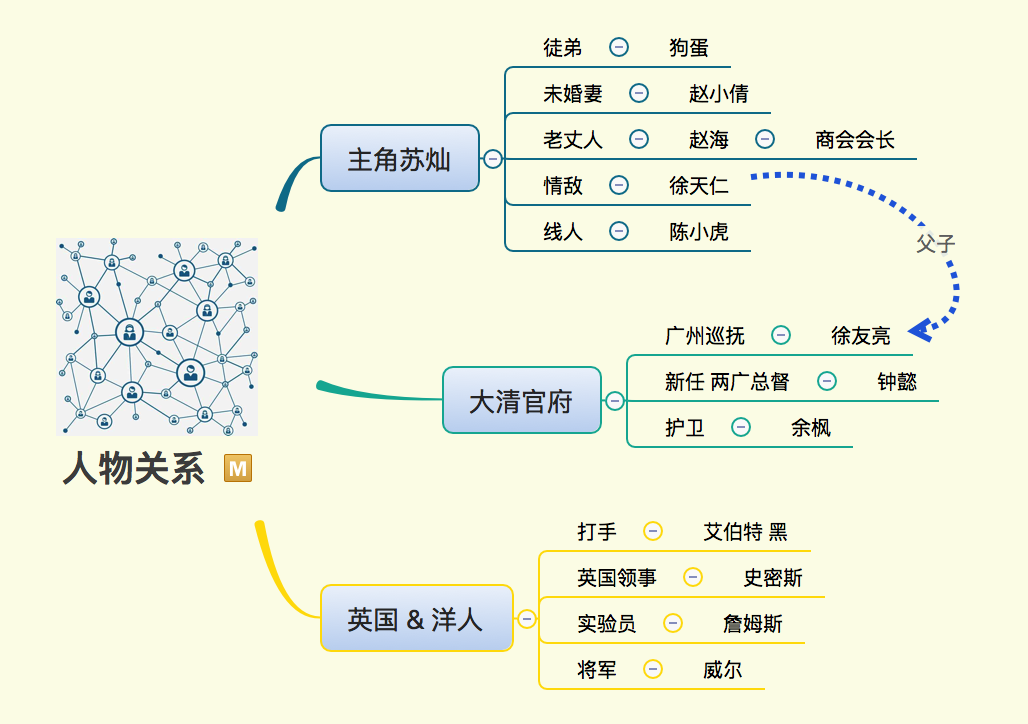 徒弟 狗蛋
未婚妻 赵小倩
老丈人 赵海 商会会长
主角苏灿
情敌 徐天仁
线人 陈小虎
父子
广州巡抚 徐友亮
新任 两广总督 钟懿
大清官府
护卫 余枫
人物关系 M
打手 艾伯特 黑
英国领事 史密斯
英国 & 洋人
实验员 詹姆斯
将军 威尔